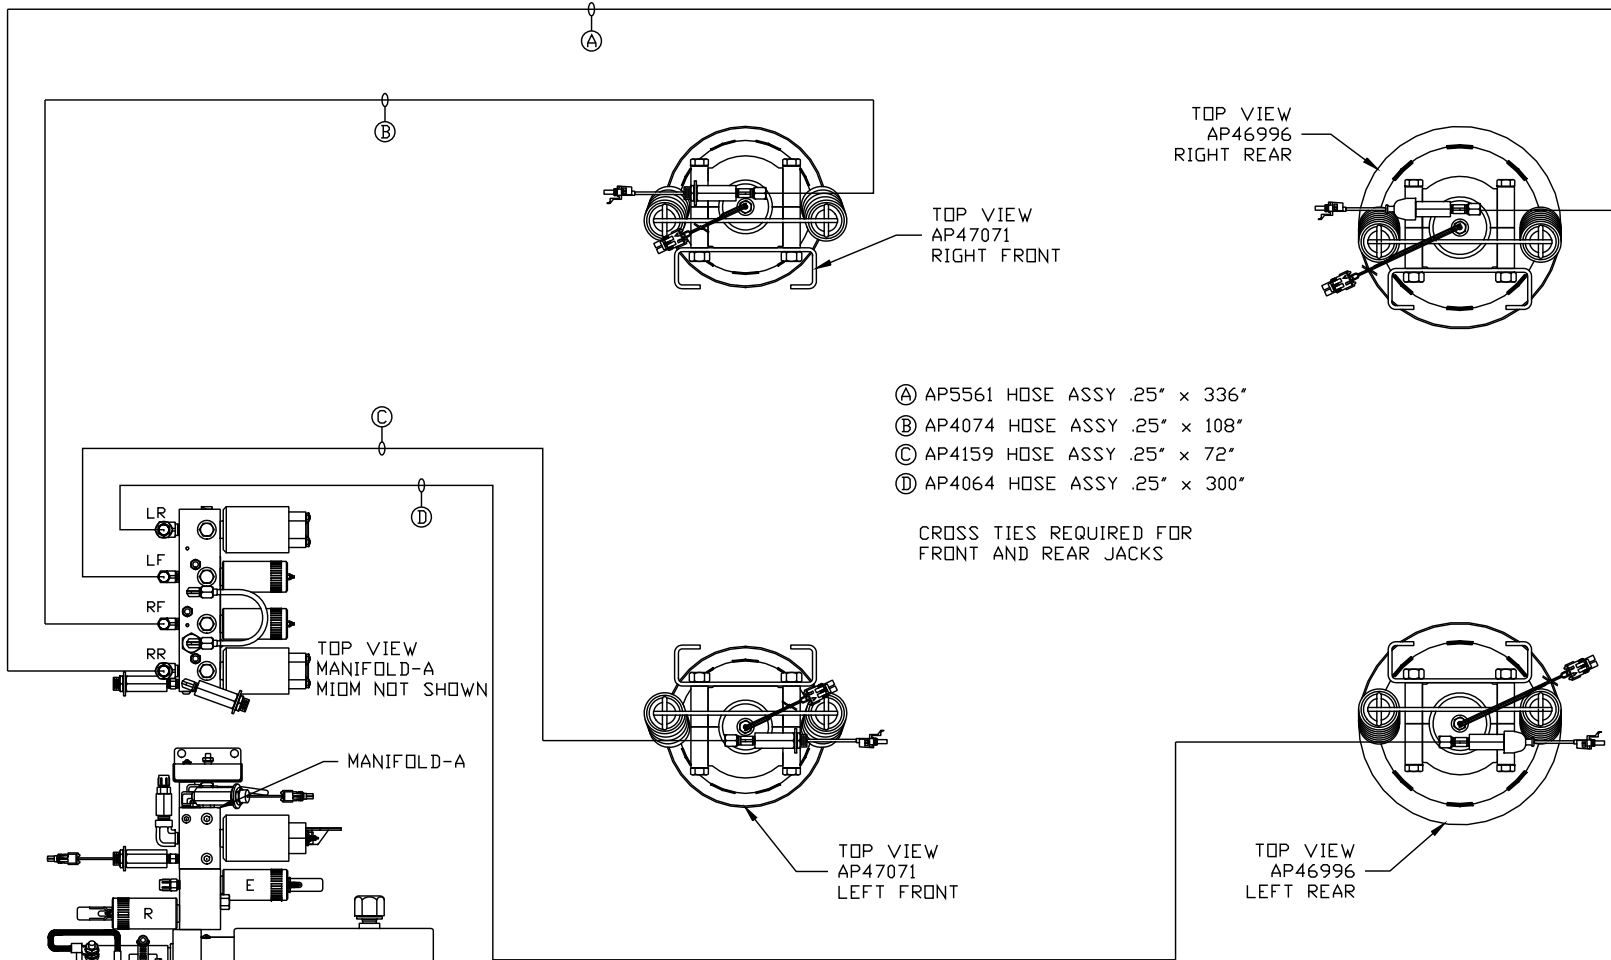 A
B
TOP VIEW
AP46996
RIGHT REAR
TOP VIEW
AP47071
RIGHT FRONT
A AP5561 HOSE ASSY .25" x 336"
B AP4074 HOSE ASSY .25" x 108"
C AP4159 HOSE ASSY .25" x 72"
D AP4064 HOSE ASSY .25" x 300"
CROSS TIES REQUIRED FOR
FRONT AND REAR JACKS
C
D
LR
LF
RF
RR
TOP VIEW
MANIFOLD-A
MIOM NOT SHOWN
MANIFOLD-A
E
R
TOP VIEW
AP47071
LEFT FRONT
TOP VIEW
AP46996
LEFT REAR